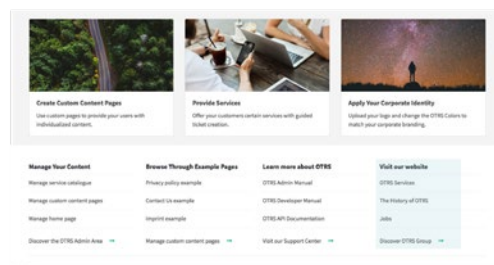 Create Custom Content Pages
Use custom pages to provide your users with
individualized content.
Provide Services
Offer your customers certain services with guided
ticket creation.
Apply Your Corporate Identity
Upload your logo and change the OTRS Colors to
match your corporate branding.
Manage Your Content
Manage service catalogue
Manage custom content pages
Manage home page
Discover the OTRS Admin Area →
Browse Through Example Pages
Privacy policy example
Contact Us example
Imprint example
Manage custom content pages →
Learn more about OTRS
OTRS Admin Manual
OTRS Developer Manual
OTRS API Documentation
Visit our Support Center →
Visit our website
OTRS Services
The History of OTRS
Jobs
Discover OTRS Group →